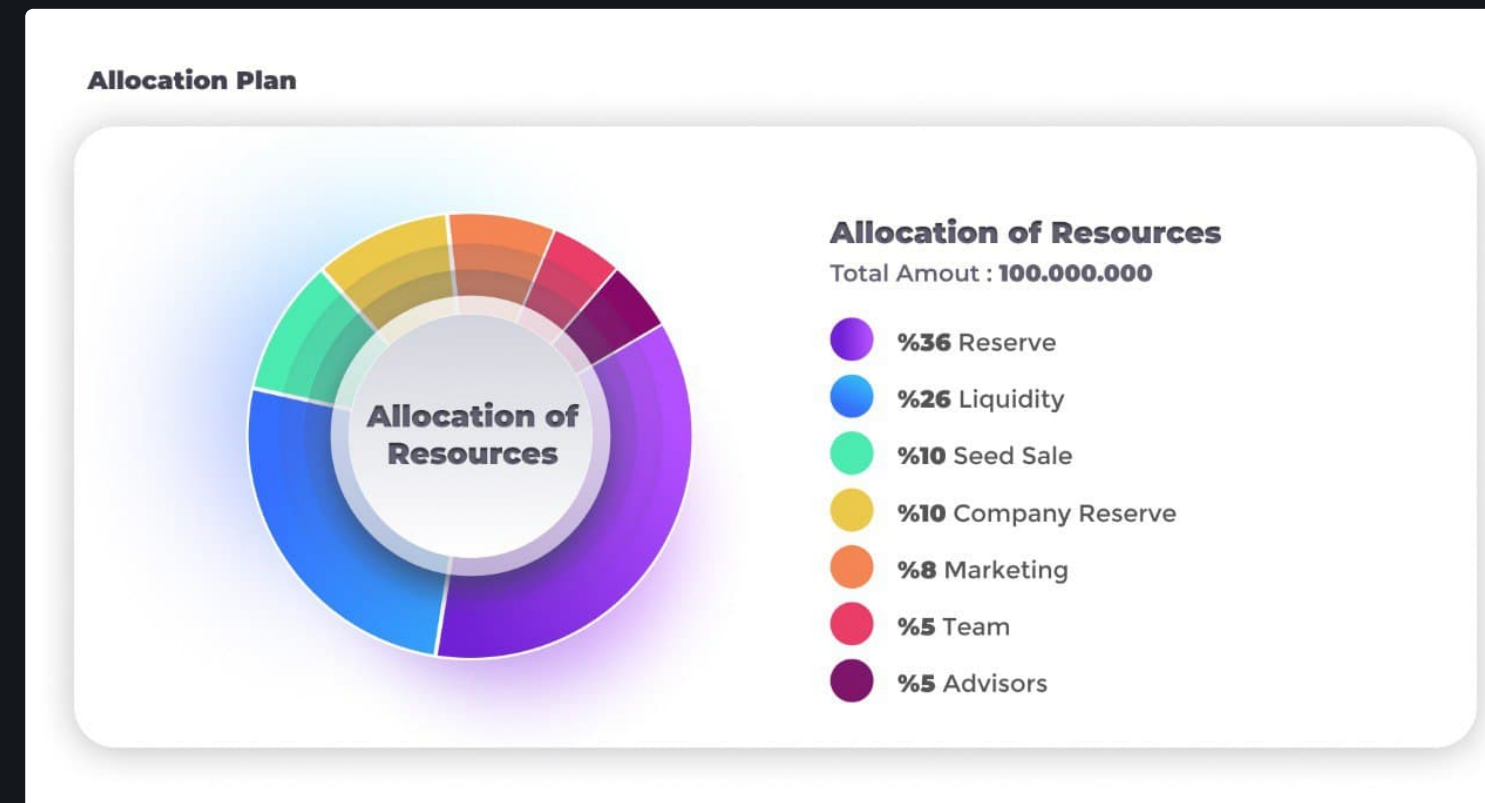 Allocation Plan
Allocation of
Resources
Allocation of Resources
Total Amout : 100.000.000
%36 Reserve
%26 Liquidity
%10 Seed Sale
%10 Company Reserve
%8 Marketing
%5 Team
%5 Advisors